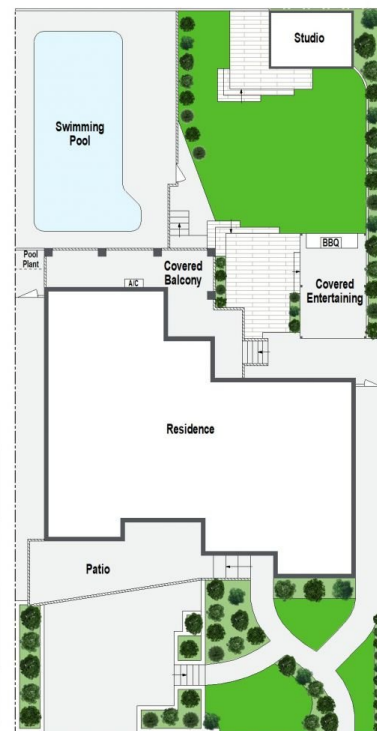 Studio
Swimming
Pool
BBQ
Pool
Plant
Covered
Balcony
A/C
Covered
Entertaining
Residence
Patio